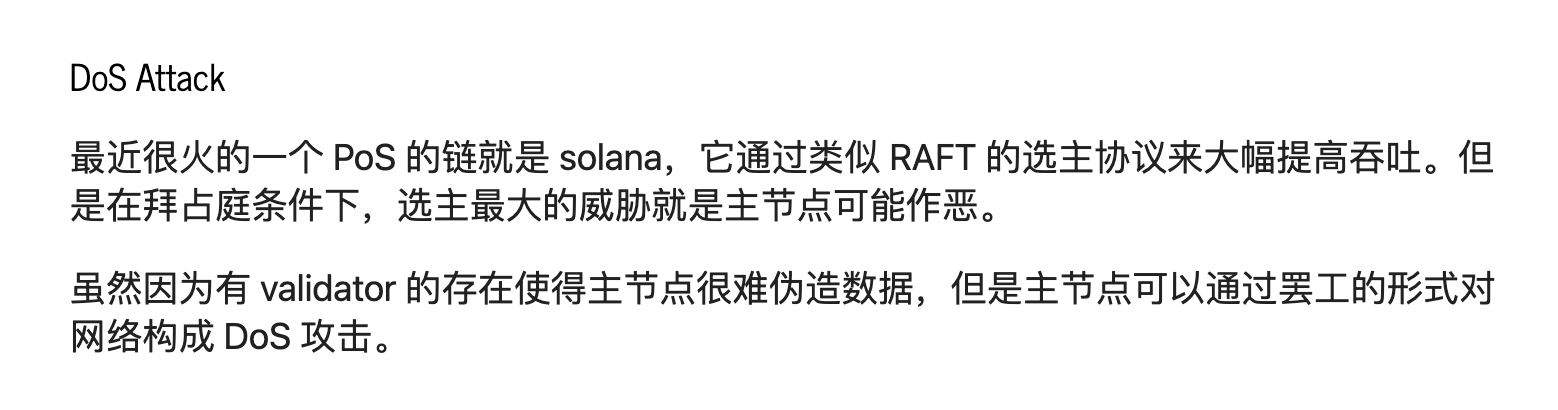 DoS Attack
最近很火的一个 PoS 的链就是 solana，它通过类似 RAFT 的选主协议来大幅提高吞吐。但
是在拜占庭条件下，选主最大的威胁就是主节点可能作恶。
虽然因为有 validator 的存在使得主节点很难伪造数据，但是主节点可以通过罢工的形式对
网络构成 DoS 攻击。